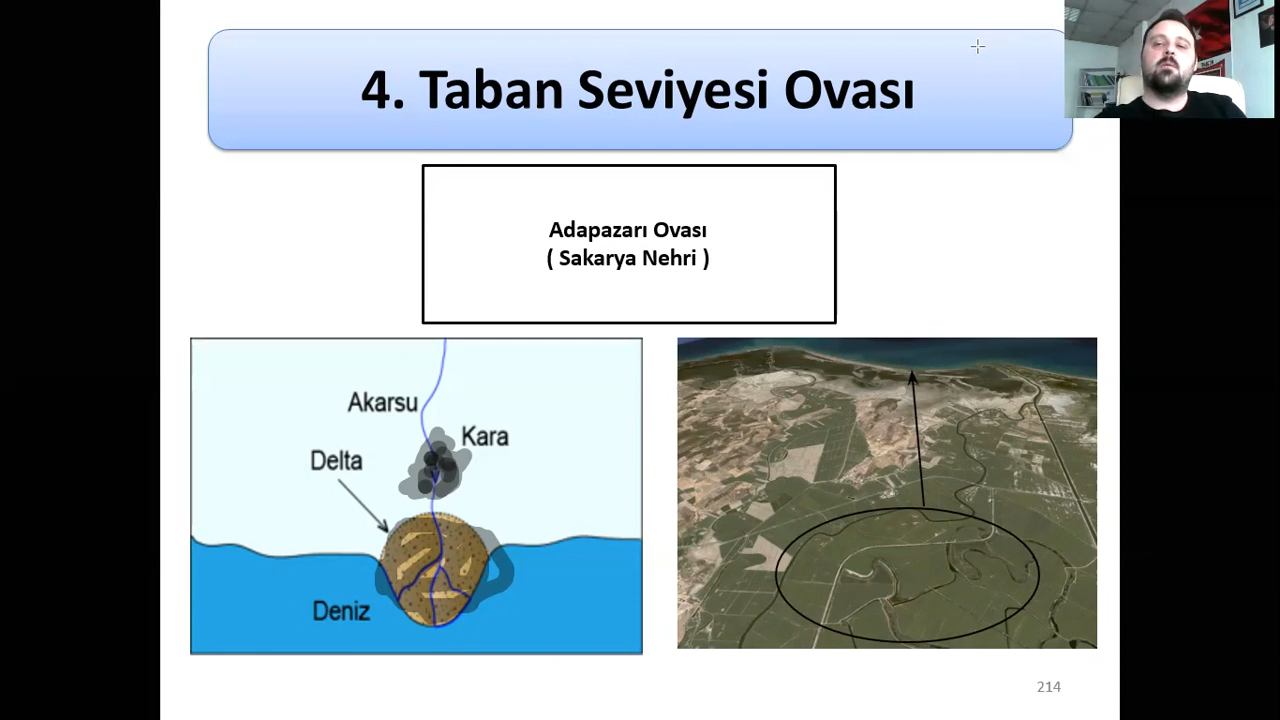 4. Taban Seviyesi Ovası
Adapazarı Ovası
( Sakarya Nehri )
Akarsu
Kara
Delta
Deniz
214